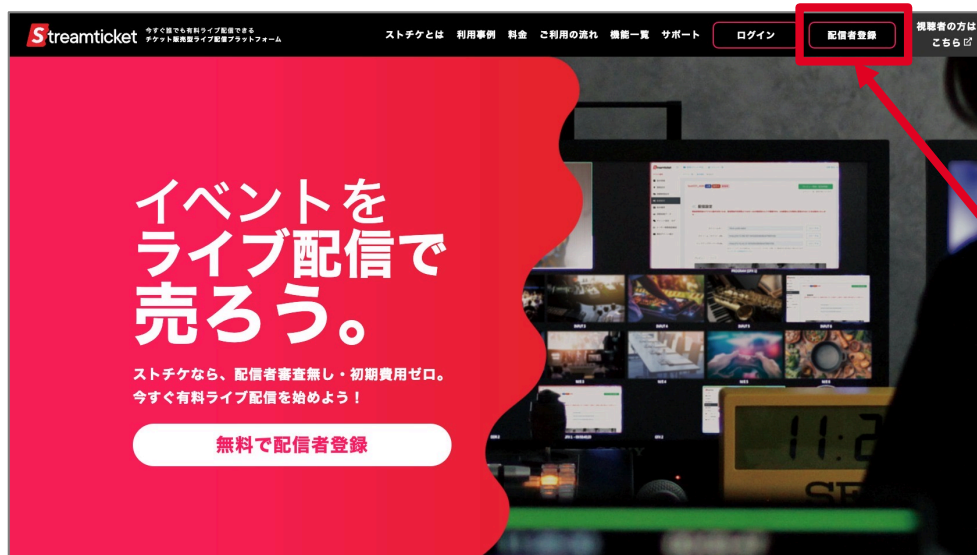 Streamticket
今すぐ誰でも有料ライブ配信できる
チケット販売型ライブ配信プラットフォーム
ストチケとは 利用事例 料金 ご利用の流れ 機能一覧 サポート ログイン 配信者登録
視聴者の方は
こちら
イベントを
ライブ配信で
売ろう。
ストチケなら、配信者審査無し・初期費用ゼロ。
今すぐ有料ライブ配信を始めよう！
無料で配信者登録